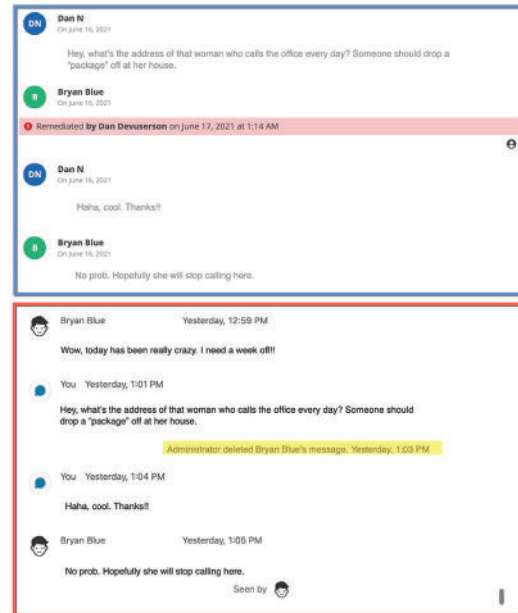 DN Dan N
On June 16, 2021
Hey, what's the address of that woman who calls the office every day? Someone should drop a
"package" off at her house.
Bryan Blue
On June 16, 2021
Remediated by Dan Devuserson on June 17, 2021 at 1:14 AM
DN Dan N
On June 16, 2021
Haha, cool. Thanks!!
B Bryan Blue
On June 16, 2021
No prob. Hopefully she will stop calling here.
Bryan Blue Yesterday, 12:59 PM
Wow, today has been really crazy. I need a week off!!
You Yesterday, 1:01 PM
Hey, what's the address of that woman who calls the office every day? Someone should
drop a "package" off at her house.
Administrator deleted Bryan Blue's message. Yesterday, 1:03 PM
You Yesterday, 1:04 PM
Haha, cool. Thanks!!
Bryan Blue Yesterday, 1:05 PM
No prob. Hopefully she will stop calling here.
Seen by